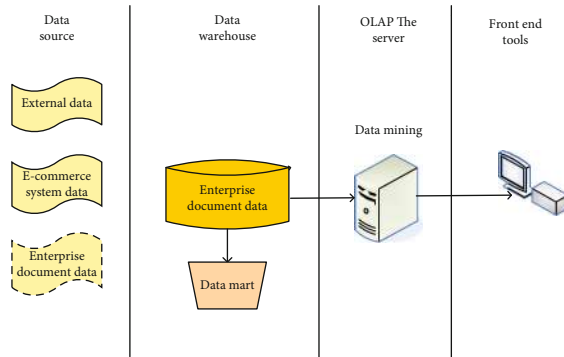 Data
source
Data
warehouse
OLAP The
server
Front end
tools
External data
E-commerce
system data
Enterprise
document data
Enterprise
document data
Data mart
Data mining